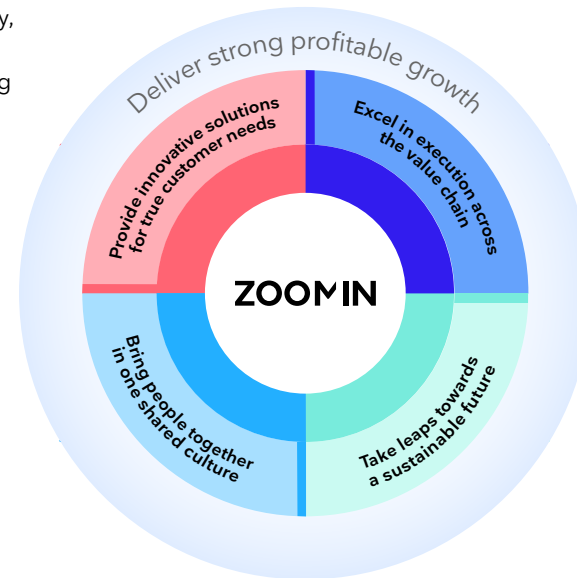 y,
g
Deliver strong profitable growth
Provide innovative solutions
for true customer needs
Excel in execution across
the value chain
ZOOMIN
Bring people together
in one shared culture
Take leaps towards
a sustainable future